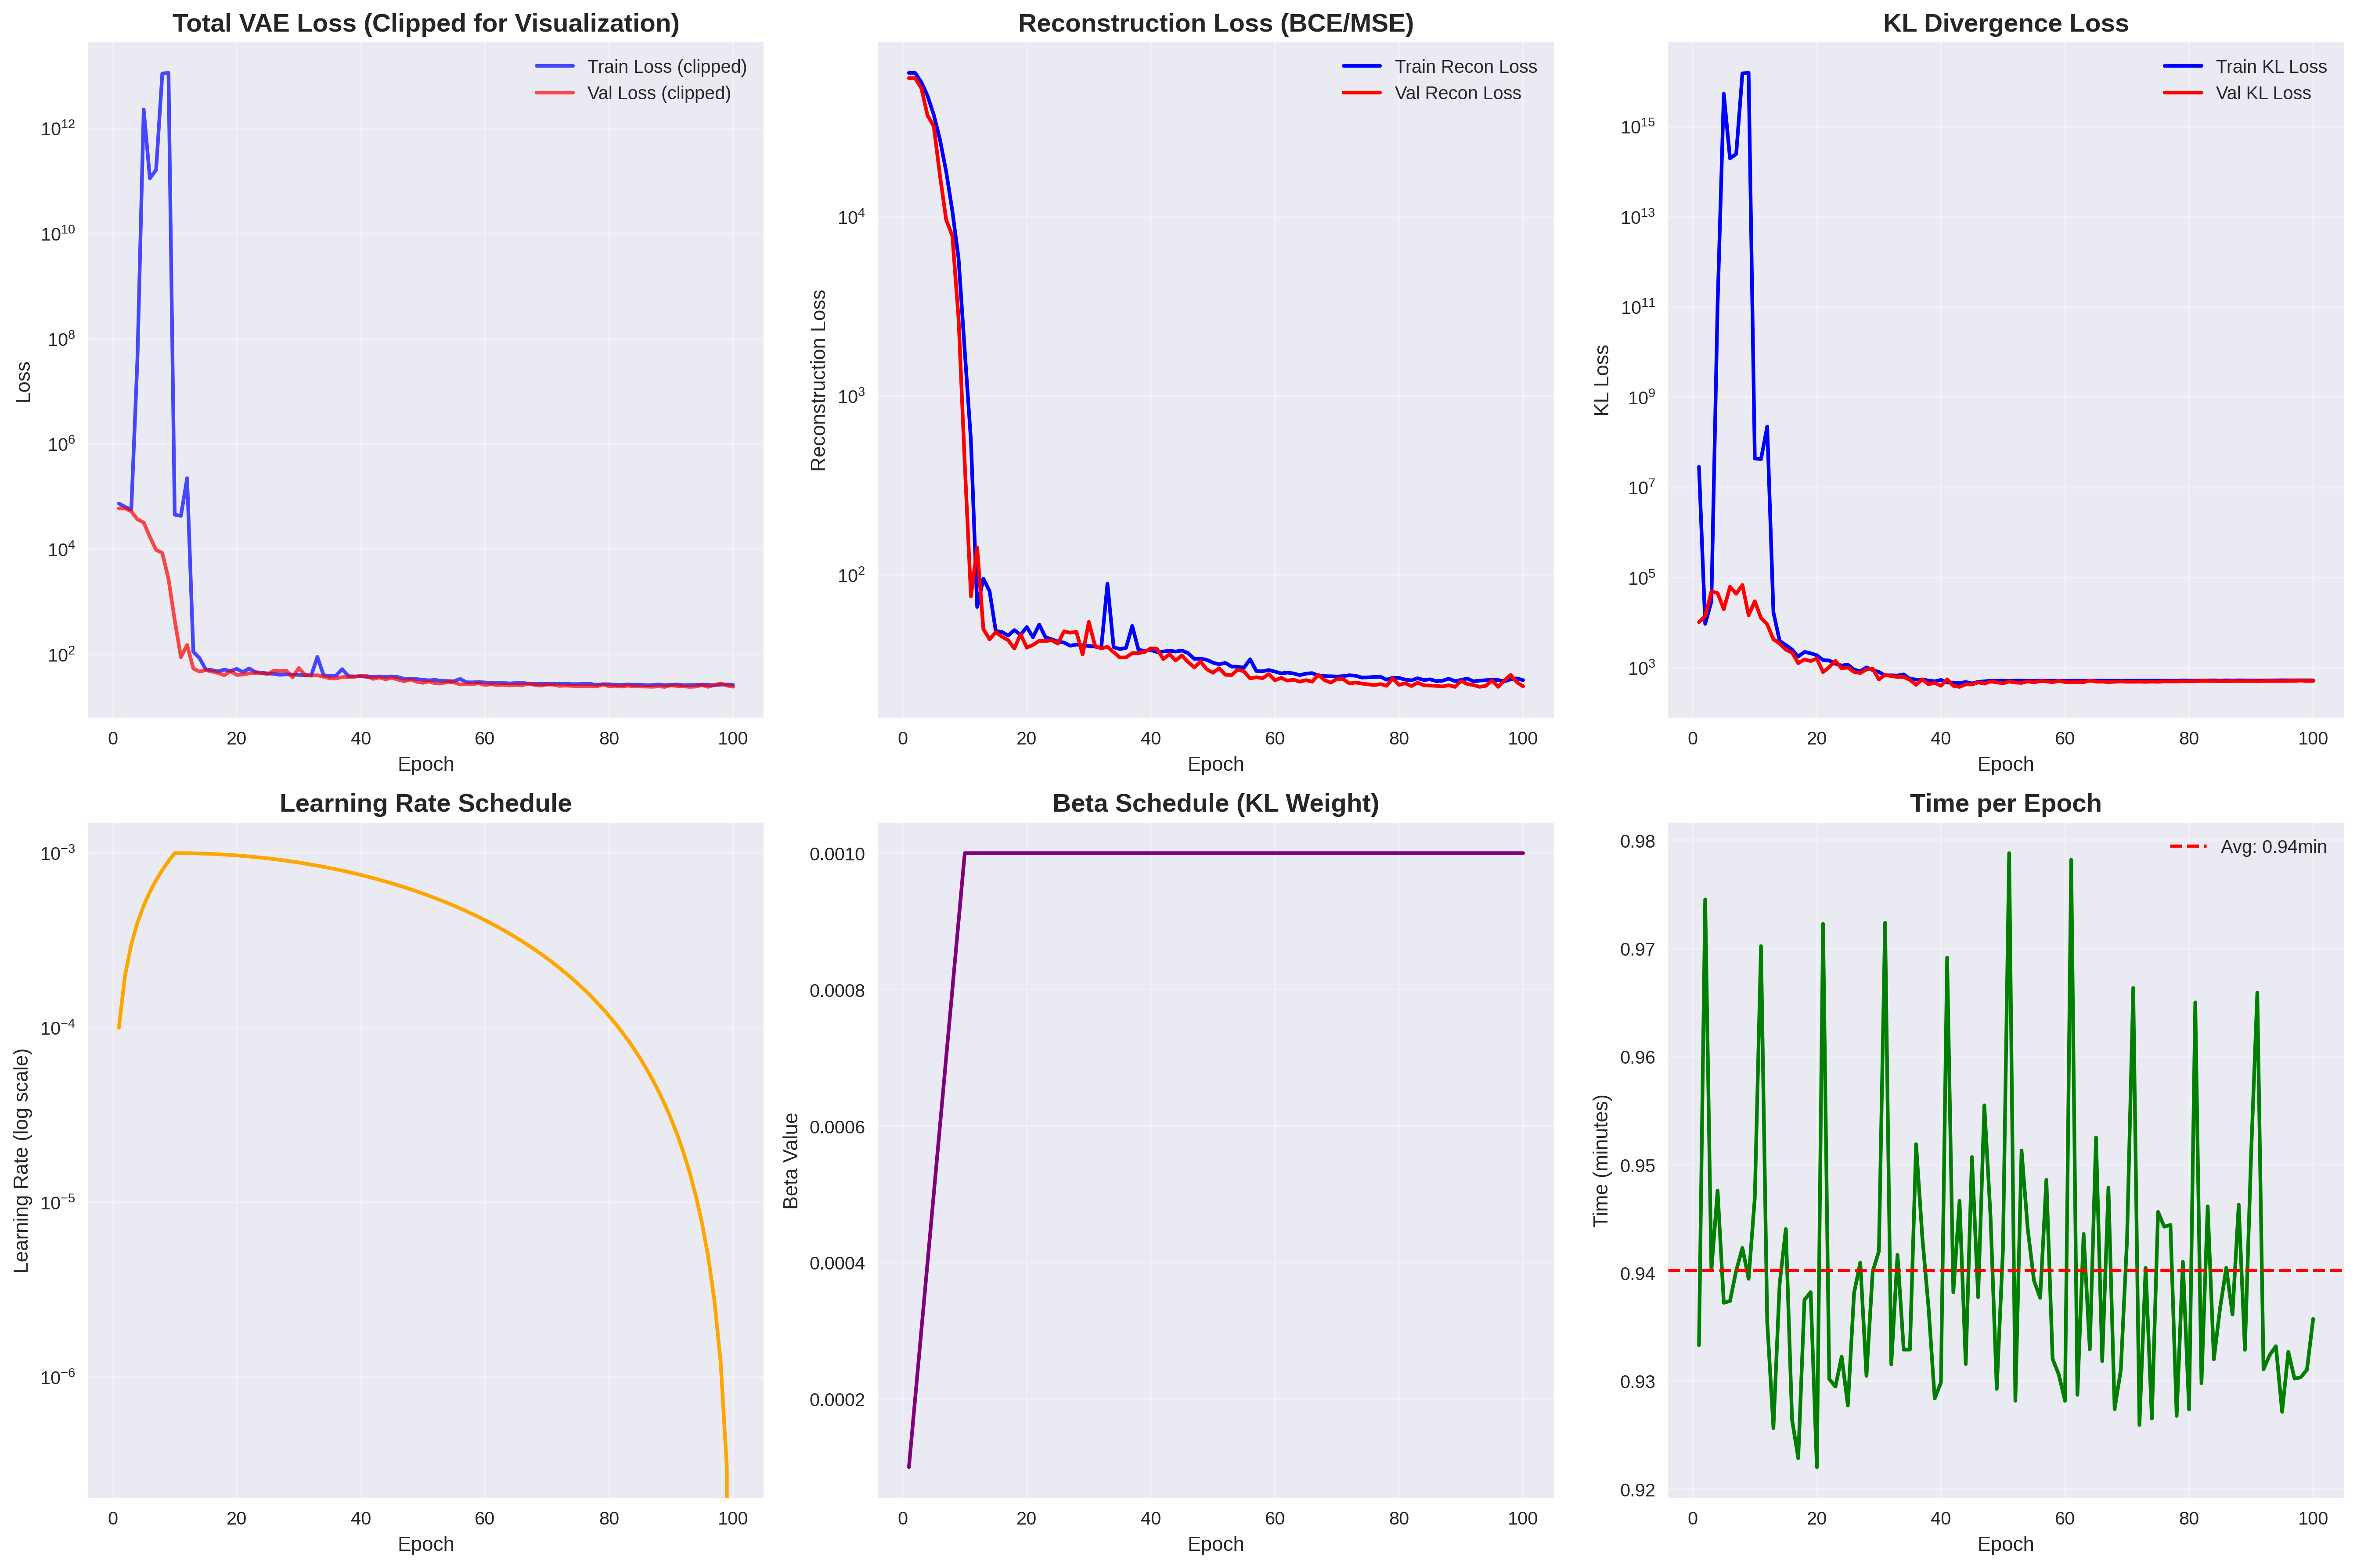 Total VAE Loss (Clipped for Visualization)
Train Loss (clipped)
Val Loss (clipped)
10^12
10^10
10^8
10^6
10^4
10^2
Loss
0 20 40 60 80 100
Epoch
Reconstruction Loss (BCE/MSE)
Train Recon Loss
Val Recon Loss
10^4
10^3
10^2
Reconstruction Loss
0 20 40 60 80 100
Epoch
KL Divergence Loss
Train KL Loss
Val KL Loss
10^15
10^13
10^11
10^9
10^7
10^5
10^3
KL Loss
0 20 40 60 80 100
Epoch
Learning Rate Schedule
10^−3
10^−4
10^−5
10^−6
Learning Rate (log scale)
0 20 40 60 80 100
Epoch
Beta Schedule (KL Weight)
0.0010
0.0008
0.0006
0.0004
0.0002
Beta Value
0 20 40 60 80 100
Epoch
Time per Epoch
Avg: 0.94min
0.98
0.97
0.96
0.95
0.94
0.93
0.92
Time (minutes)
0 20 40 60 80 100
Epoch